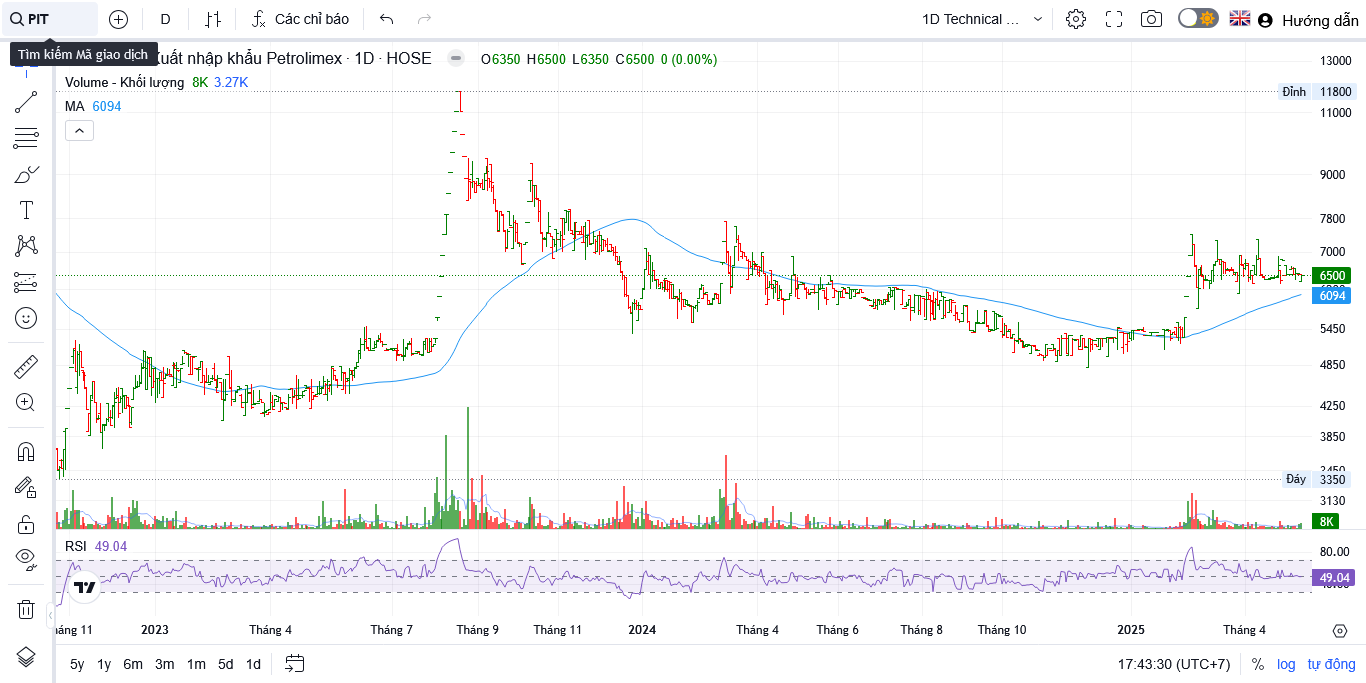 PIT
D
Các chỉ báo
1D Technical ...
Hướng dẫn
Tìm kiếm Mã giao dịch
Xuất nhập khẩu Petrolimex · 1D · HOSE
O6350 H6500 L6350 C6500 0 (0.00%)
Volume - Khối lượng 8K 3.27K
MA 6094
13000
Đỉnh 11800
11000
9000
7800
7000
6500
6094
5450
4850
4250
3850
3450
Đáy 3350
3130
8K
RSI 49.04
80.00
49.04
2023
Tháng 4
Tháng 7
Tháng 9
Tháng 11
2024
Tháng 4
Tháng 6
Tháng 8
Tháng 10
2025
Tháng 4
5y 1y 6m 3m 1m 5d 1d
17:43:30 (UTC+7)
% log tự động